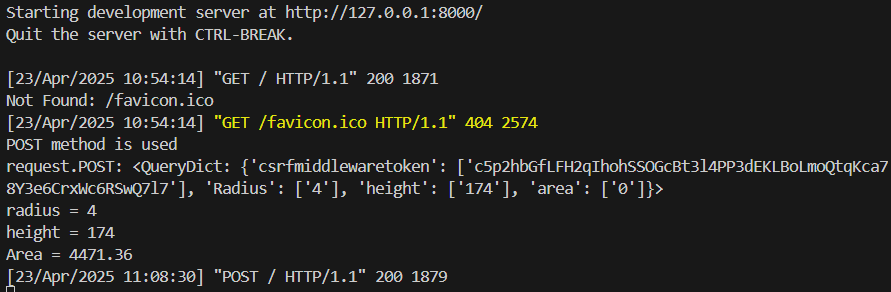 Starting development server at http://127.0.0.1:8000/
Quit the server with CTRL-BREAK.
[23/Apr/2025 10:54:14] "GET / HTTP/1.1" 200 1871
Not Found: /favicon.ico
[23/Apr/2025 10:54:14] "GET /favicon.ico HTTP/1.1" 404 2574
POST method is used
request.POST: <QueryDict: {'csrfmiddlewaretoken': ['c5p2hbGfLFH2qIhohSSOGcBt3l4PP3dEKLBoLmoQtqKca7
8Y3e6CrxWc6RSwQ7l7'], 'Radius': ['4'], 'height': ['174'], 'area': ['0']}>
radius = 4
height = 174
Area = 4471.36
[23/Apr/2025 11:08:30] "POST / HTTP/1.1" 200 1879